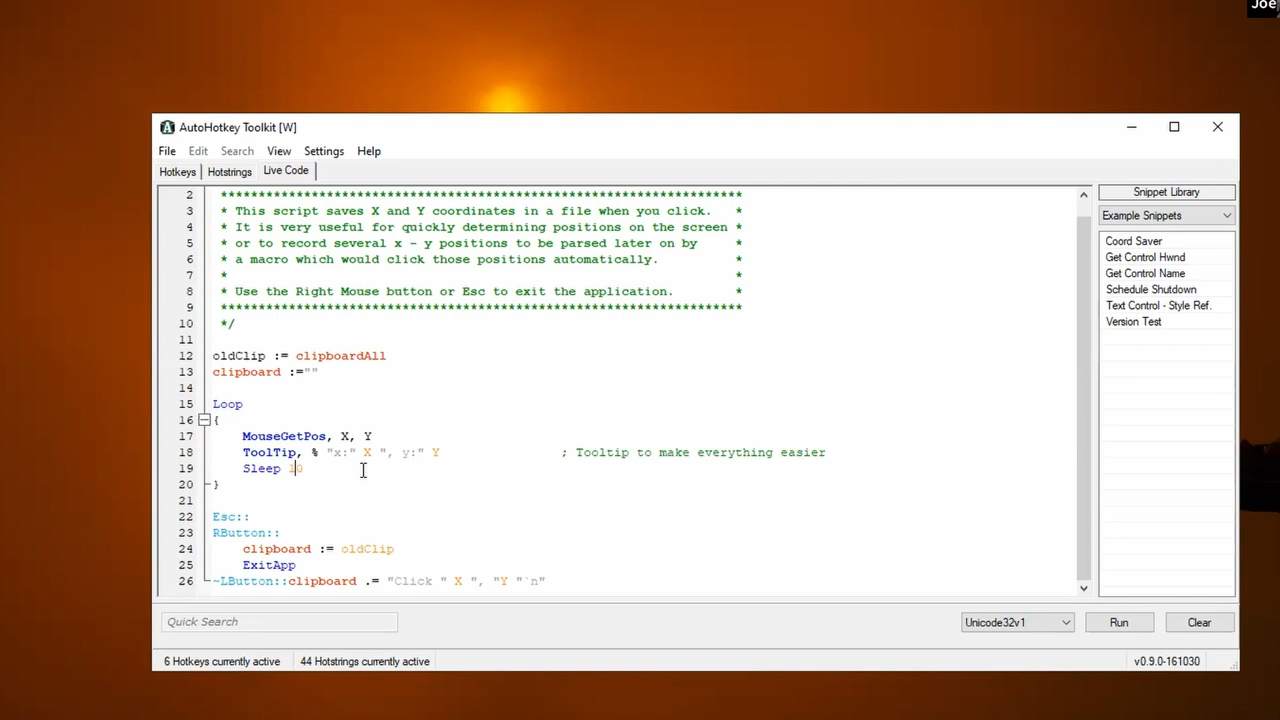 Joe
AutoHotkey Toolkit [W]
File Edit Search View Settings Help
Hotkeys Hotstrings Live Code
2 **********************************************************************
3 * This script saves X and Y coordinates in a file when you click. *
4 * It is very useful for quickly determining positions on the screen *
5 * or to record several x - y positions to be parsed later on by *
6 * a macro which would click those positions automatically. *
7 * *
8 * Use the Right Mouse button or Esc to exit the application. *
9 **********************************************************************
10 */
11
12 oldClip := clipboardAll
13 clipboard :=""
14
15 Loop
16 {
17 MouseGetPos, X, Y
18 ToolTip, % "x:" X ", y:" Y ; Tooltip to make everything easier
19 Sleep 10
20 }
21
22 Esc::
23 RButton::
24 clipboard := oldClip
25 ExitApp
26 ~LButton::clipboard .= "Click " X ", "Y "`n"
Snippet Library
Example Snippets
Coord Saver
Get Control Hwnd
Get Control Name
Schedule Shutdown
Text Control - Style Ref.
Version Test
Quick Search
Unicode32v1 Run Clear
6 Hotkeys currently active 44 Hotstrings currently active v0.9.0-161030